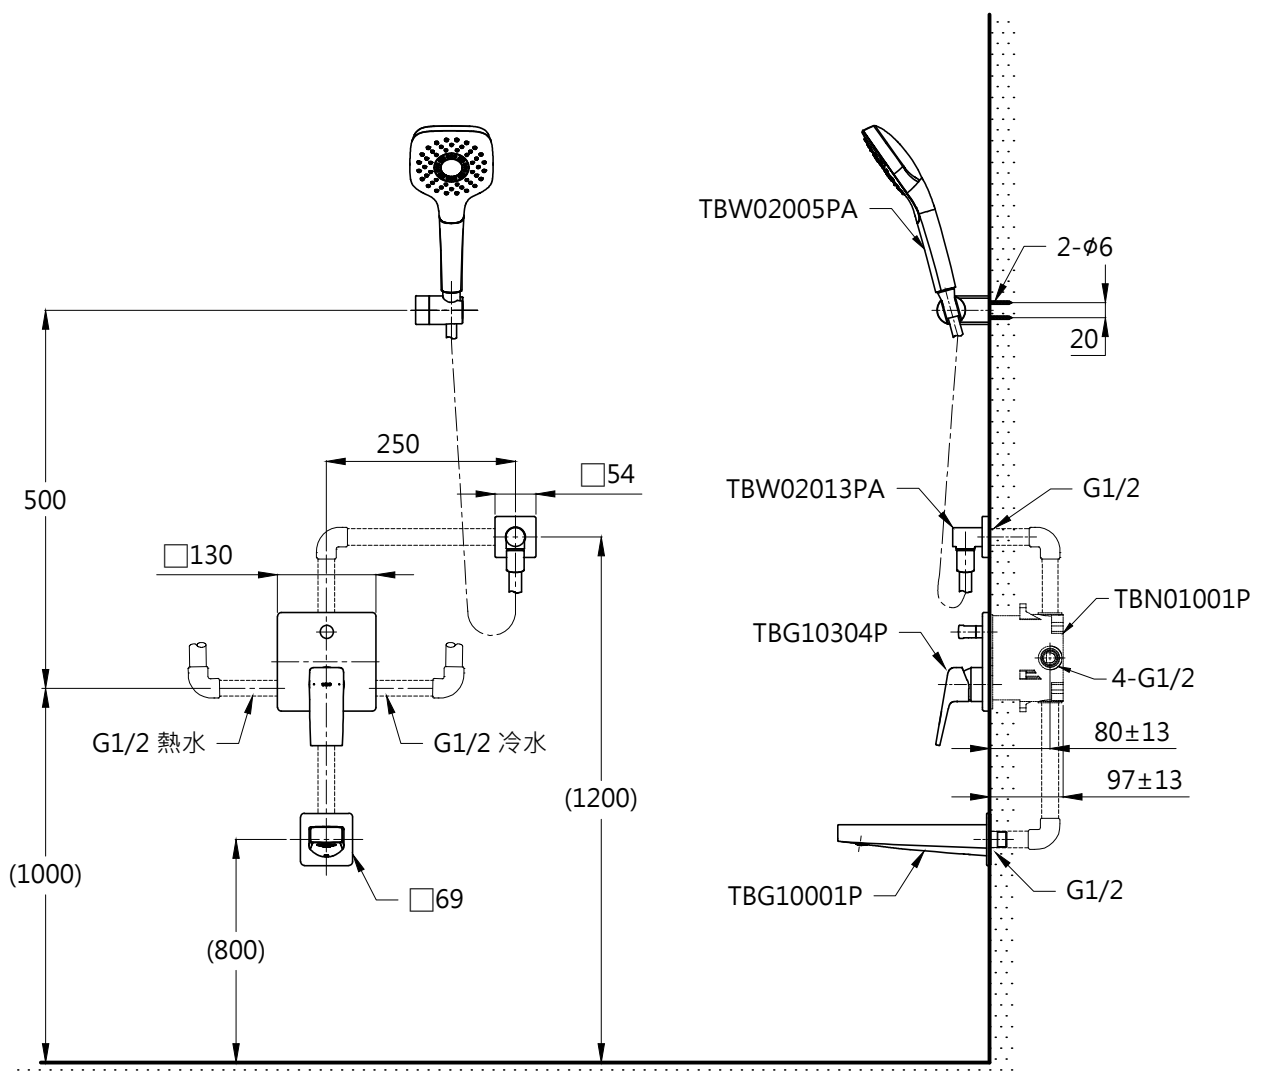 TBW02005PA
2-ϕ6
20
250
□54
500
TBW02013PA
G1/2
□130
TBN01001P
TBG10304P
4-G1/2
G1/2 熱水
G1/2 冷水
80±13
97±13
(1200)
(1000)
□69
TBG10001P
G1/2
(800)